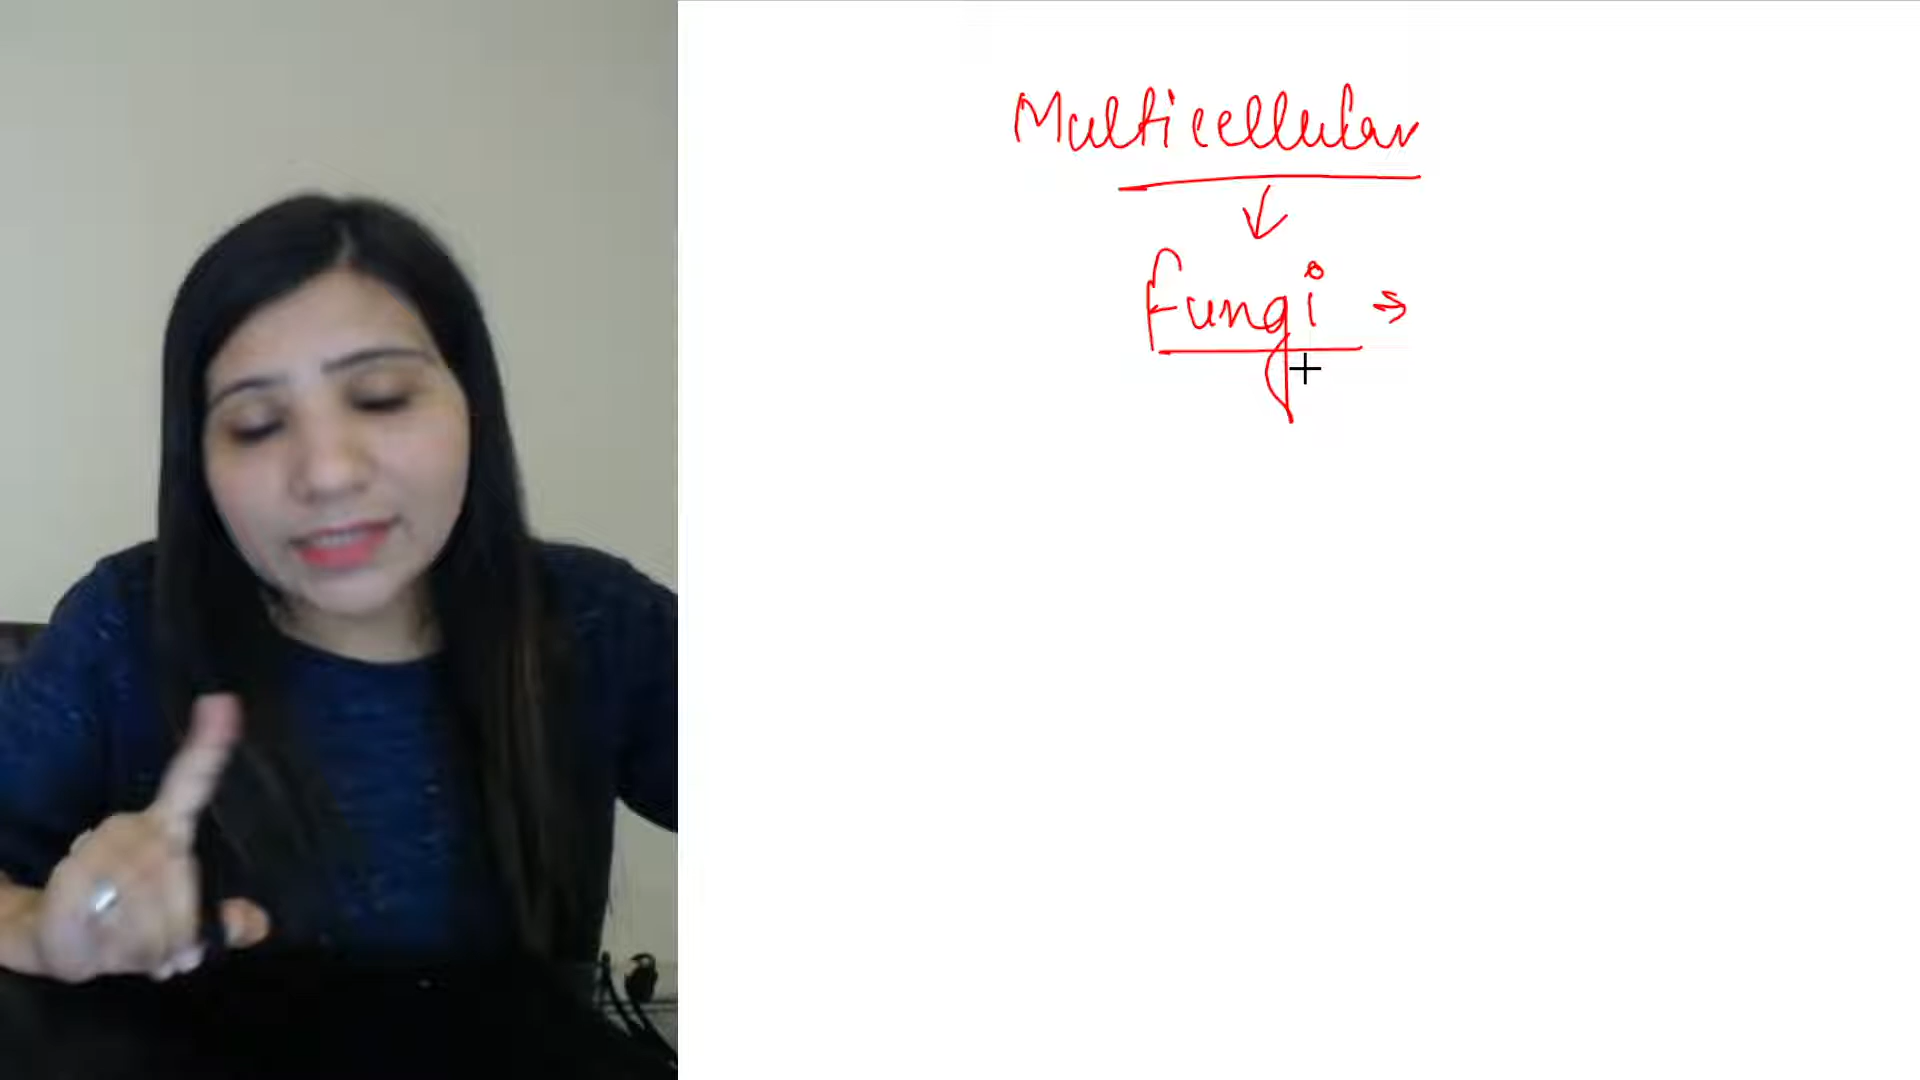 Multicellular
↓
Fungi →